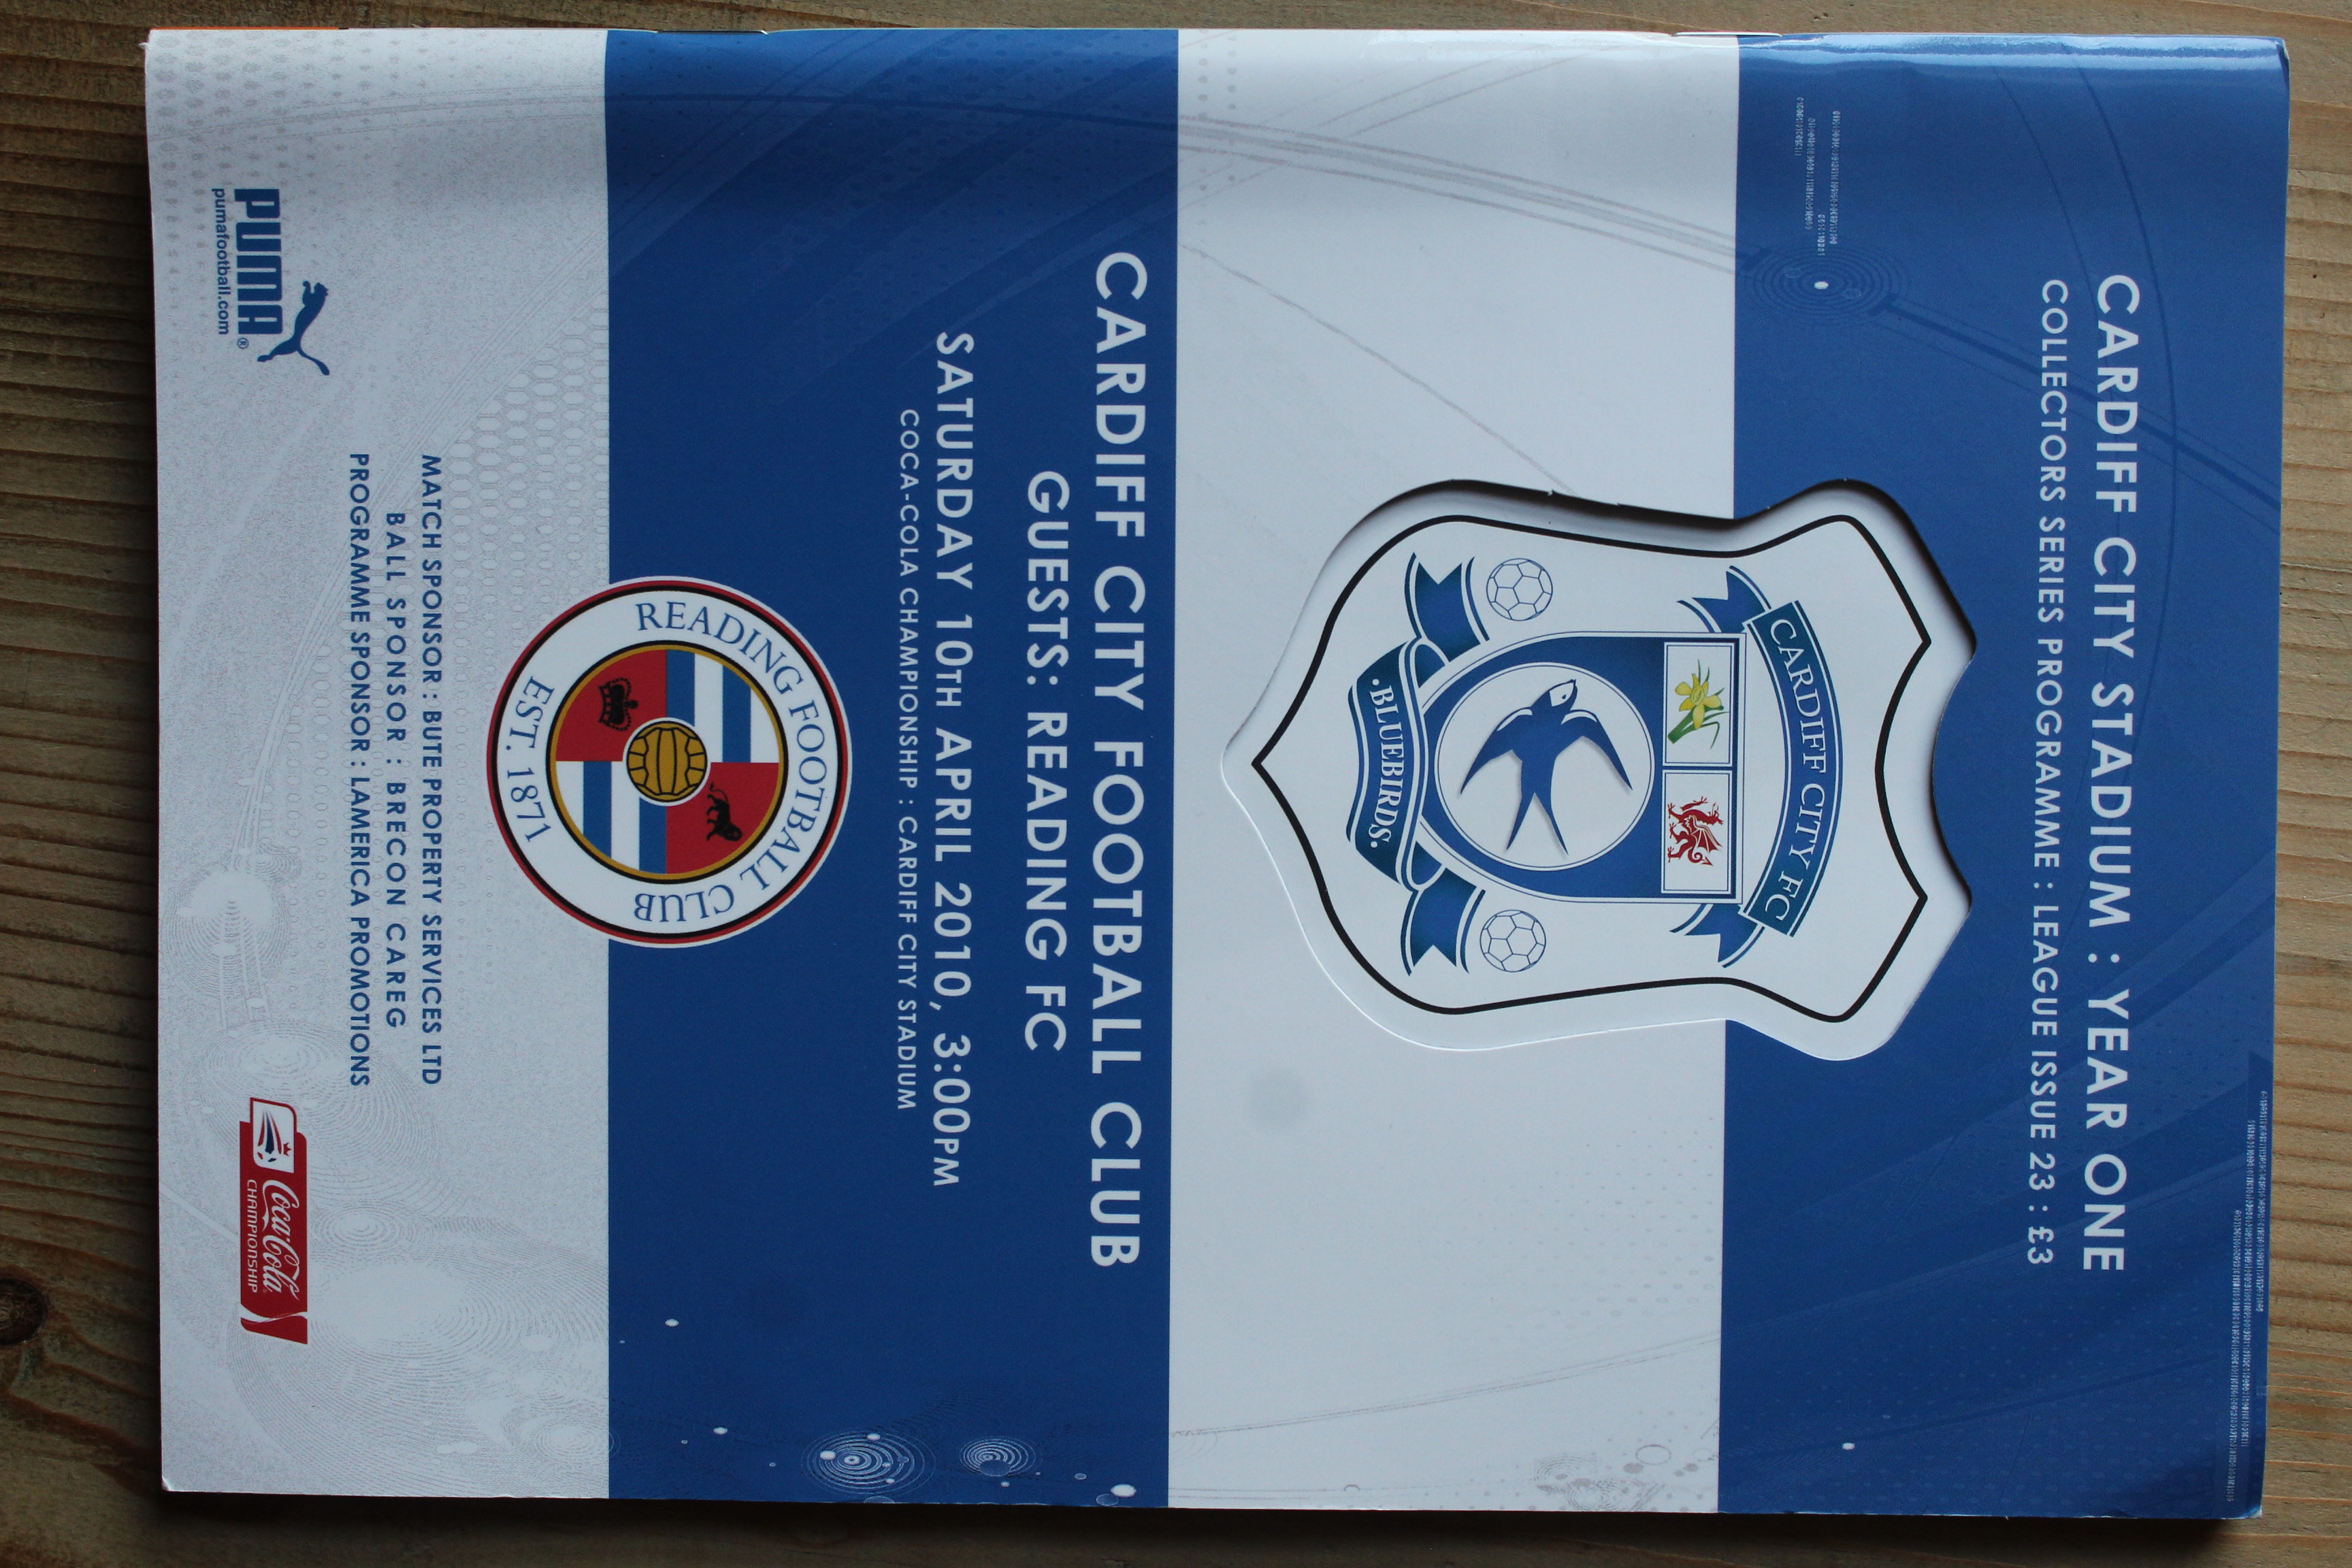 CARDIFF CITY STADIUM : YEAR ONE
COLLECTORS SERIES PROGRAMME : LEAGUE ISSUE 23 : £3
CARDIFF CITY FC
·BLUEBIRDS·
CARDIFF CITY FOOTBALL CLUB
GUESTS: READING FC
SATURDAY 10TH APRIL 2010, 3:00PM
COCA-COLA CHAMPIONSHIP : CARDIFF CITY STADIUM
READING FOOTBALL CLUB
EST. 1871
MATCH SPONSOR : BUTE PROPERTY SERVICES LTD
BALL SPONSOR : BRECON CAREG
PROGRAMME SPONSOR : LAMERICA PROMOTIONS
PUMA®
pumafootball.com
Coca-Cola
CHAMPIONSHIP